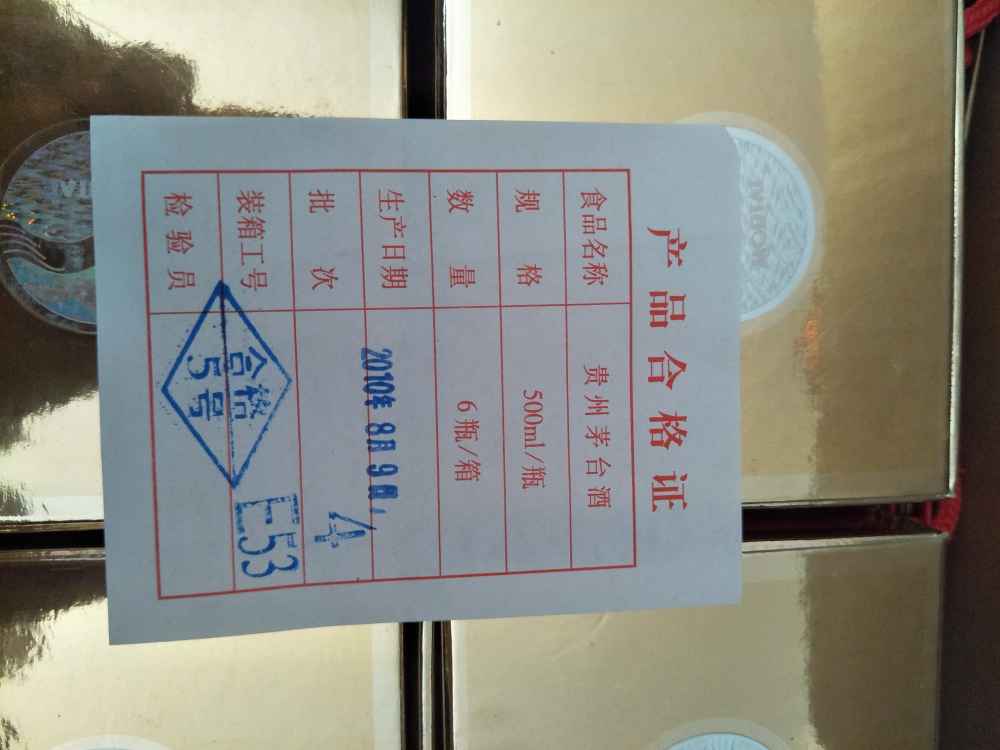 产品合格证
食品名称 贵州茅台酒
规格 500ml/瓶
数量 6瓶/箱
生产日期 2010年8月9日
批次 4
装箱工号 E53
检验员 合格
5号